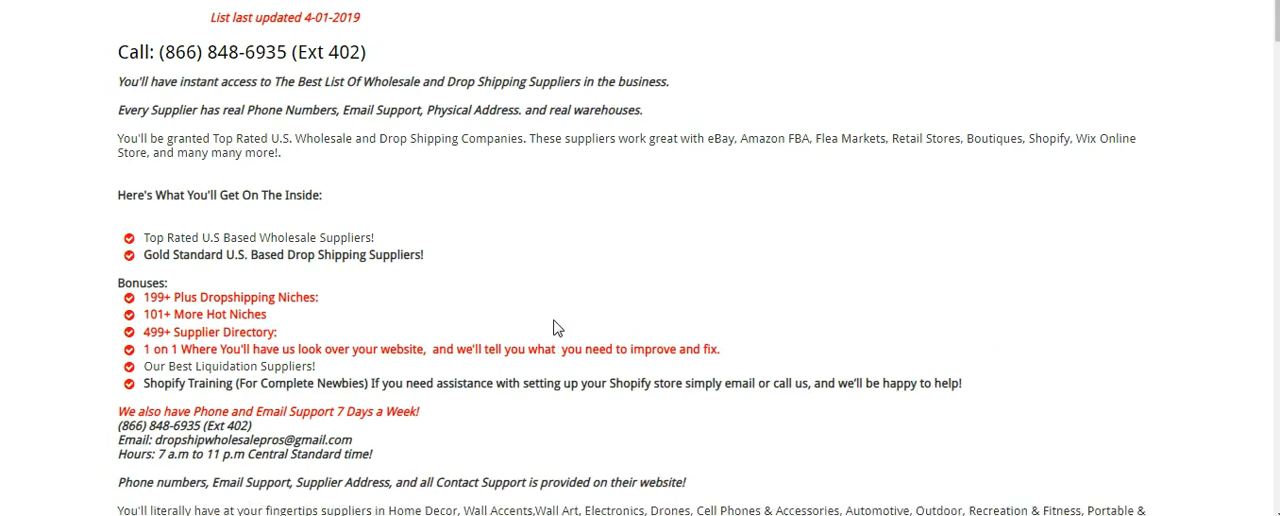 List last updated 4-01-2019
Call: (866) 848-6935 (Ext 402)
You'll have instant access to The Best List Of Wholesale and Drop Shipping Suppliers in the business.
Every Supplier has real Phone Numbers, Email Support, Physical Address. and real warehouses.
You'll be granted Top Rated U.S. Wholesale and Drop Shipping Companies. These suppliers work great with eBay, Amazon FBA, Flea Markets, Retail Stores, Boutiques, Shopify, Wix Online
Store, and many many more!.
Here's What You'll Get On The Inside:
Top Rated U.S Based Wholesale Suppliers!
Gold Standard U.S. Based Drop Shipping Suppliers!
Bonuses:
199+ Plus Dropshipping Niches:
101+ More Hot Niches
499+ Supplier Directory:
1 on 1 Where You'll have us look over your website,  and we'll tell you what  you need to improve and fix.
Our Best Liquidation Suppliers!
Shopify Training (For Complete Newbies) If you need assistance with setting up your Shopify store simply email or call us, and we'll be happy to help!
We also have Phone and Email Support 7 Days a Week!
(866) 848-6935 (Ext 402)
Email: dropshipwholesalepros@gmail.com
Hours: 7 a.m to 11 p.m Central Standard time!
Phone numbers, Email Support, Supplier Address, and all Contact Support is provided on their website!
You'll literally have at your fingertips suppliers in Home Decor, Wall Accents,Wall Art, Electronics, Drones, Cell Phones & Accessories, Automotive, Outdoor, Recreation & Fitness, Portable &